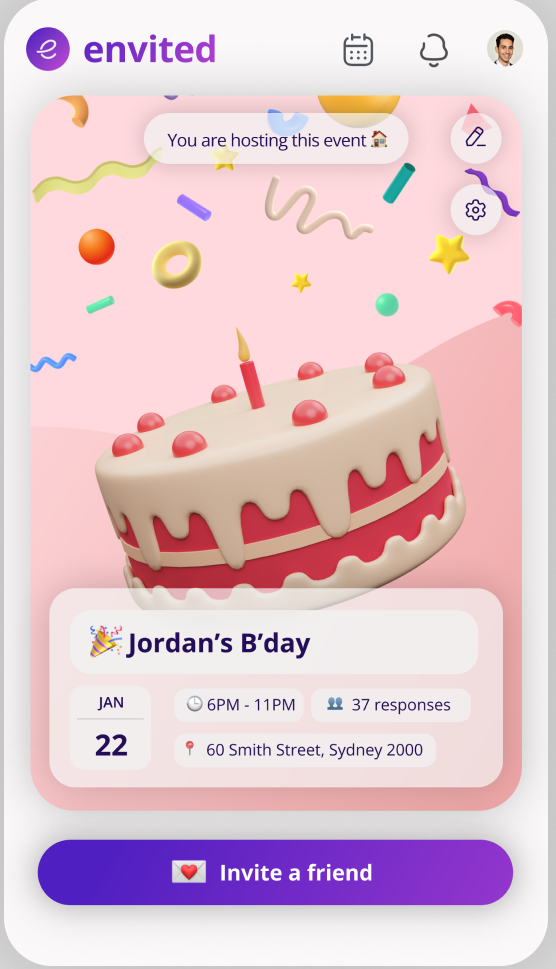 envited
You are hosting this event 🏠
🎉Jordan's B'day
JAN
22
🕒6PM - 11PM
👥 37 responses
📍 60 Smith Street, Sydney 2000
💌 Invite a friend